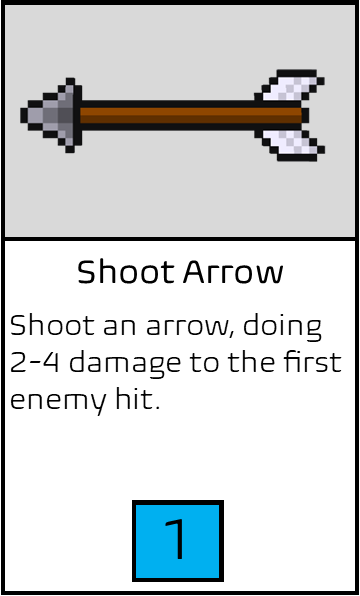 Shoot Arrow
Shoot an arrow, doing
2-4 damage to the first
enemy hit.
1